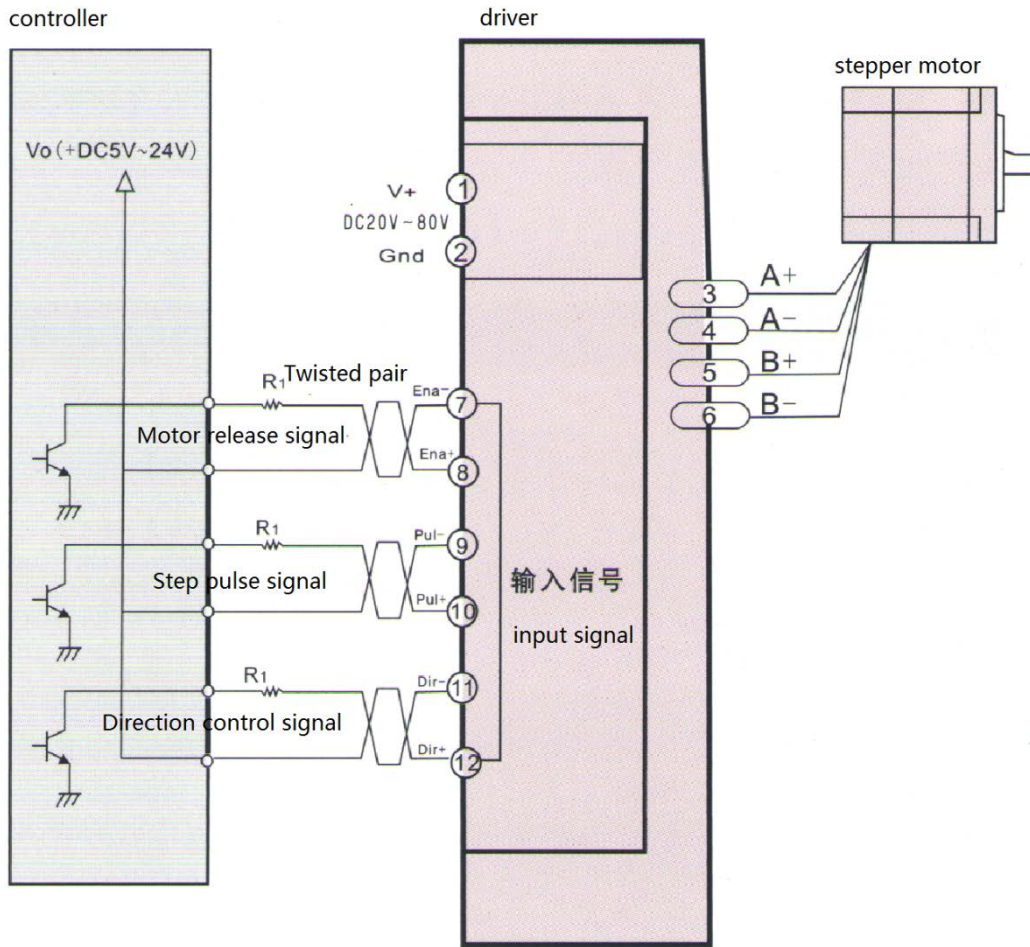 controller
driver
stepper motor
Vo(+DC5V~24V)
V+
1
DC20V~80V
Gnd
2
3
A+
4
A-
5
B+
6
B-
Twisted pair
R1
Ena-
7
Motor release signal
Ena+
8
R1
Pul-
9
Step pulse signal
Pul+
10
输入信号
input signal
R1
Dir-
11
Direction control signal
Dir+
12